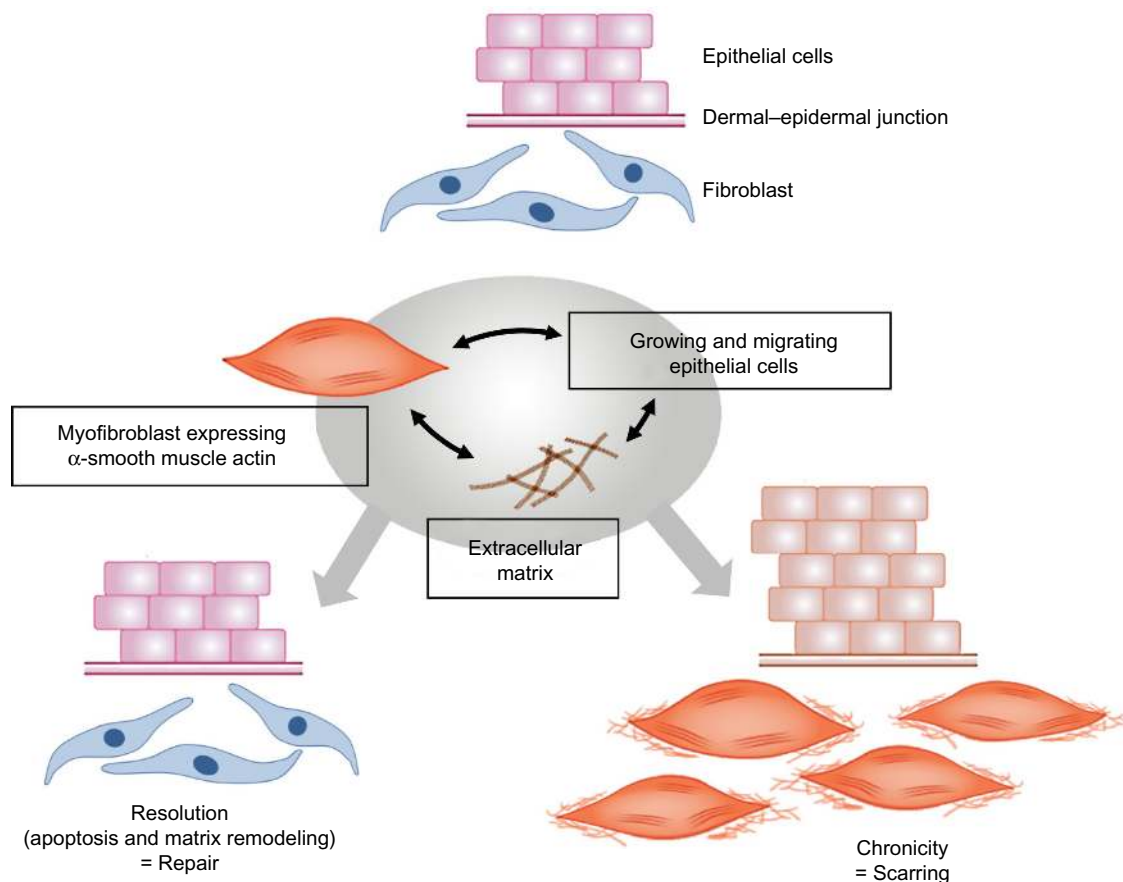 Epithelial cells
Dermal–epidermal junction
Fibroblast
Growing and migrating
epithelial cells
Myofibroblast expressing
α-smooth muscle actin
Extracellular
matrix
Resolution
(apoptosis and matrix remodeling)
= Repair
Chronicity
= Scarring